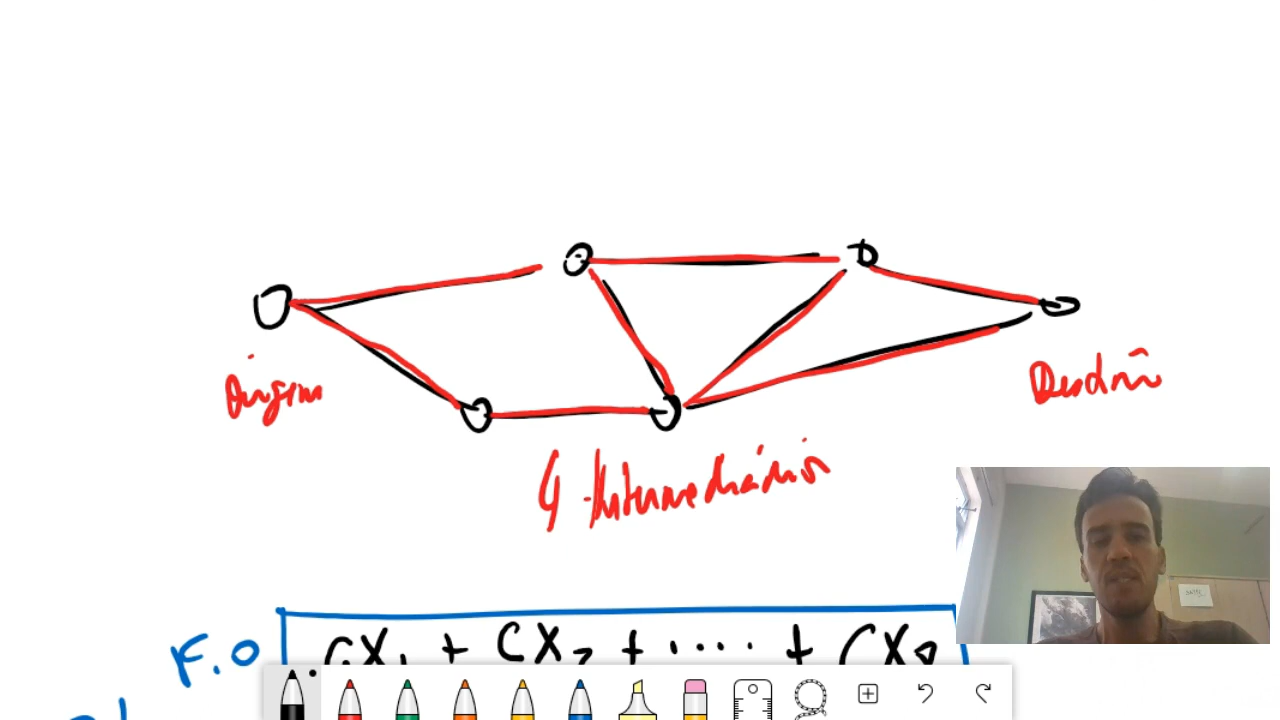 Origem
Destino
4 Intermediários
F.O
CX1 + CX2 + .... + CX8